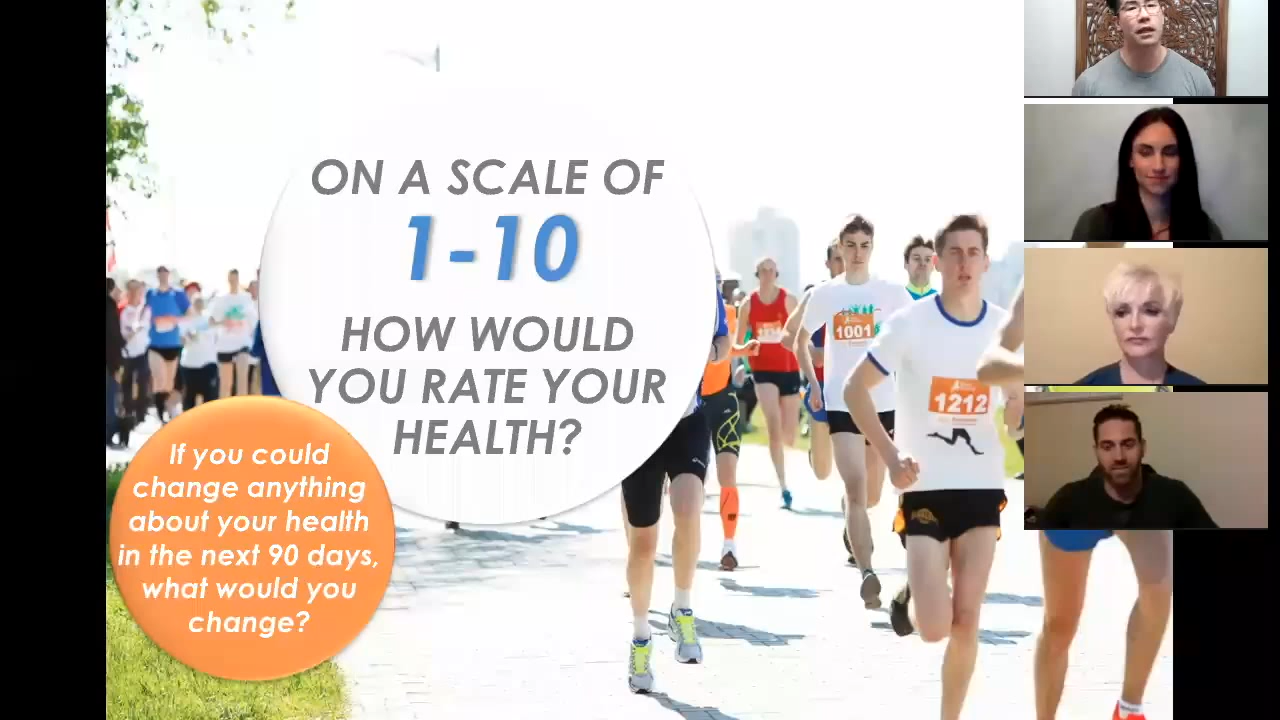 ON A SCALE OF
1-10
HOW WOULD
YOU RATE YOUR
HEALTH?
If you could
change anything
about your health
in the next 90 days,
what would you
change?
1001
1212